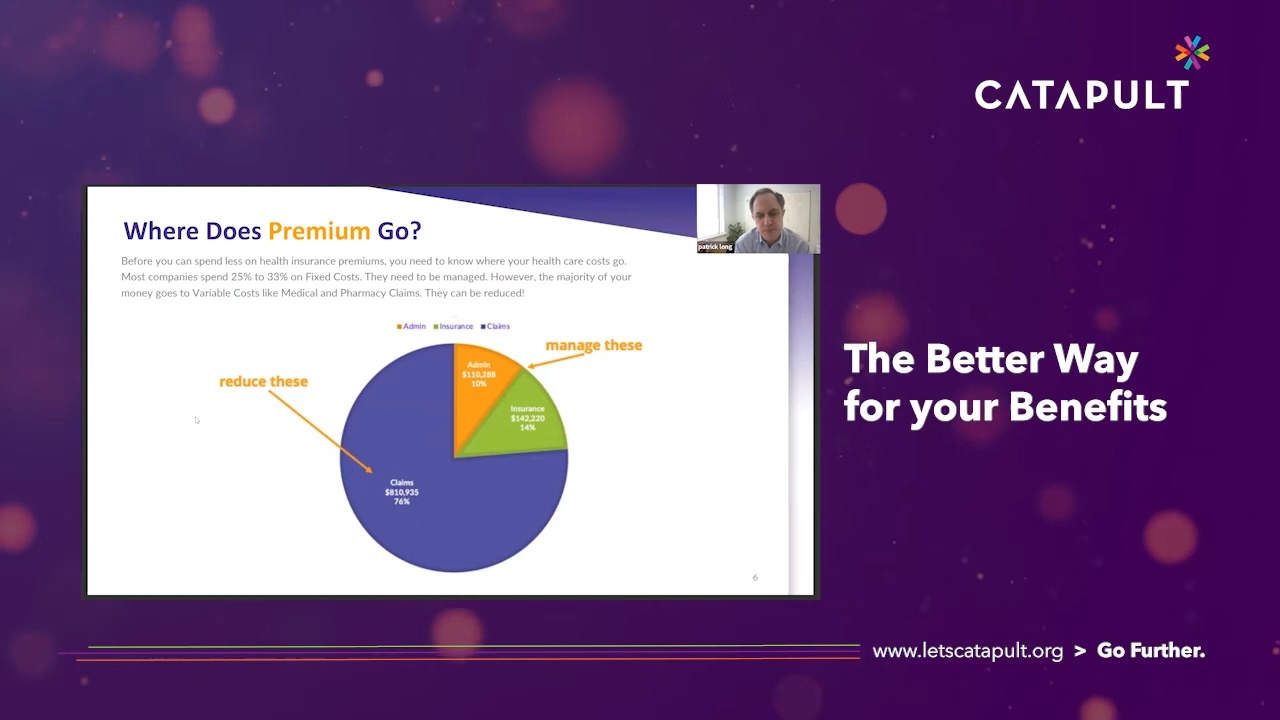 CATAPULT
Where Does Premium Go?
patrick long
Before you can spend less on health insurance premiums, you need to know where your health care costs go.
Most companies spend 25% to 33% on Fixed Costs. They need to be managed. However, the majority of your
money goes to Variable Costs like Medical and Pharmacy Claims. They can be reduced!
Admin Insurance Claims
manage these
reduce these
Admin
$110,288
10%
Insurance
$142,220
14%
Claims
$810,935
76%
6
The Better Way
for your Benefits
www.letscatapult.org > Go Further.